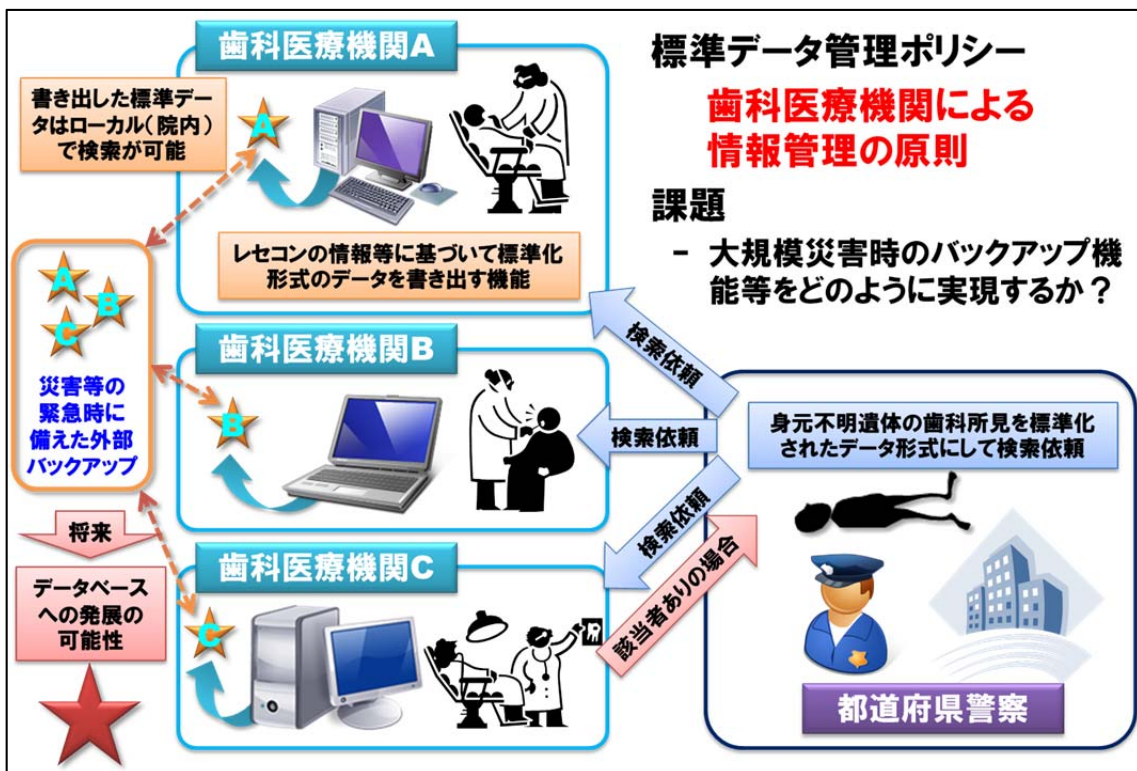 歯科医療機関A
書き出した標準デー
タはローカル(院内)
で検索が可能
A
レセコンの情報等に基づいて標準化
形式のデータを書き出す機能
標準データ管理ポリシー
歯科医療機関による
情報管理の原則
課題
- 大規模災害時のバックアップ機
能等をどのように実現するか？
A
B
C
災害等の
緊急時に
備えた外部
バックアップ
将来
データベース
への発展の
可能性
歯科医療機関B
B
歯科医療機関C
C
検索依頼
検索依頼
検索依頼
該当者ありの場合
身元不明遺体の歯科所見を標準化
されたデータ形式にして検索依頼
都道府県警察